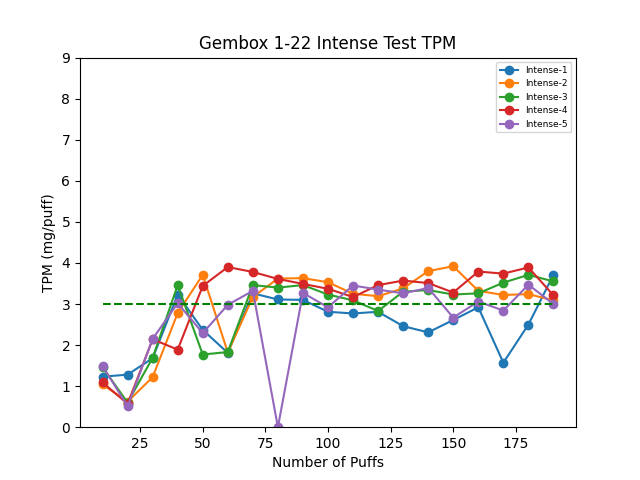 Gembox 1-22 Intense Test TPM
9
8
7
6
5
4
3
2
1
0
TPM (mg/puff)
Intense-1
Intense-2
Intense-3
Intense-4
Intense-5
25 50 75 100 125 150 175
Number of Puffs